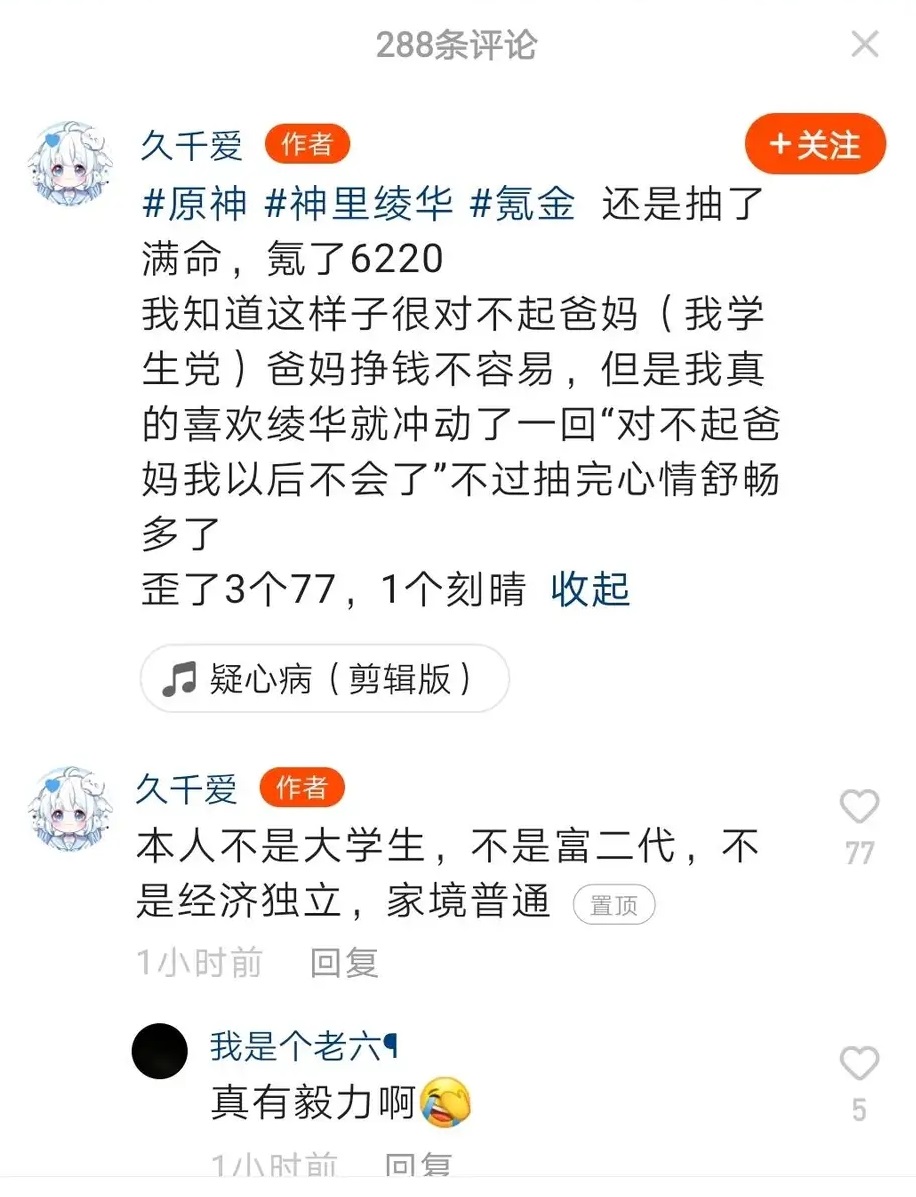 288条评论
久千爱 作者 +关注
#原神 #神里绫华 #氪金 还是抽了
满命，氪了6220
我知道这样子很对不起爸妈（我学
生党）爸妈挣钱不容易，但是我真
的喜欢绫华就冲动了一回“对不起爸
妈我以后不会了”不过抽完心情舒畅
多了
歪了3个77，1个刻晴 收起
疑心病（剪辑版）
久千爱 作者
本人不是大学生，不是富二代，不
是经济独立，家境普通 置顶
77
1小时前 回复
我是个老六¶
真有毅力啊🤣
5
1小时前 回复